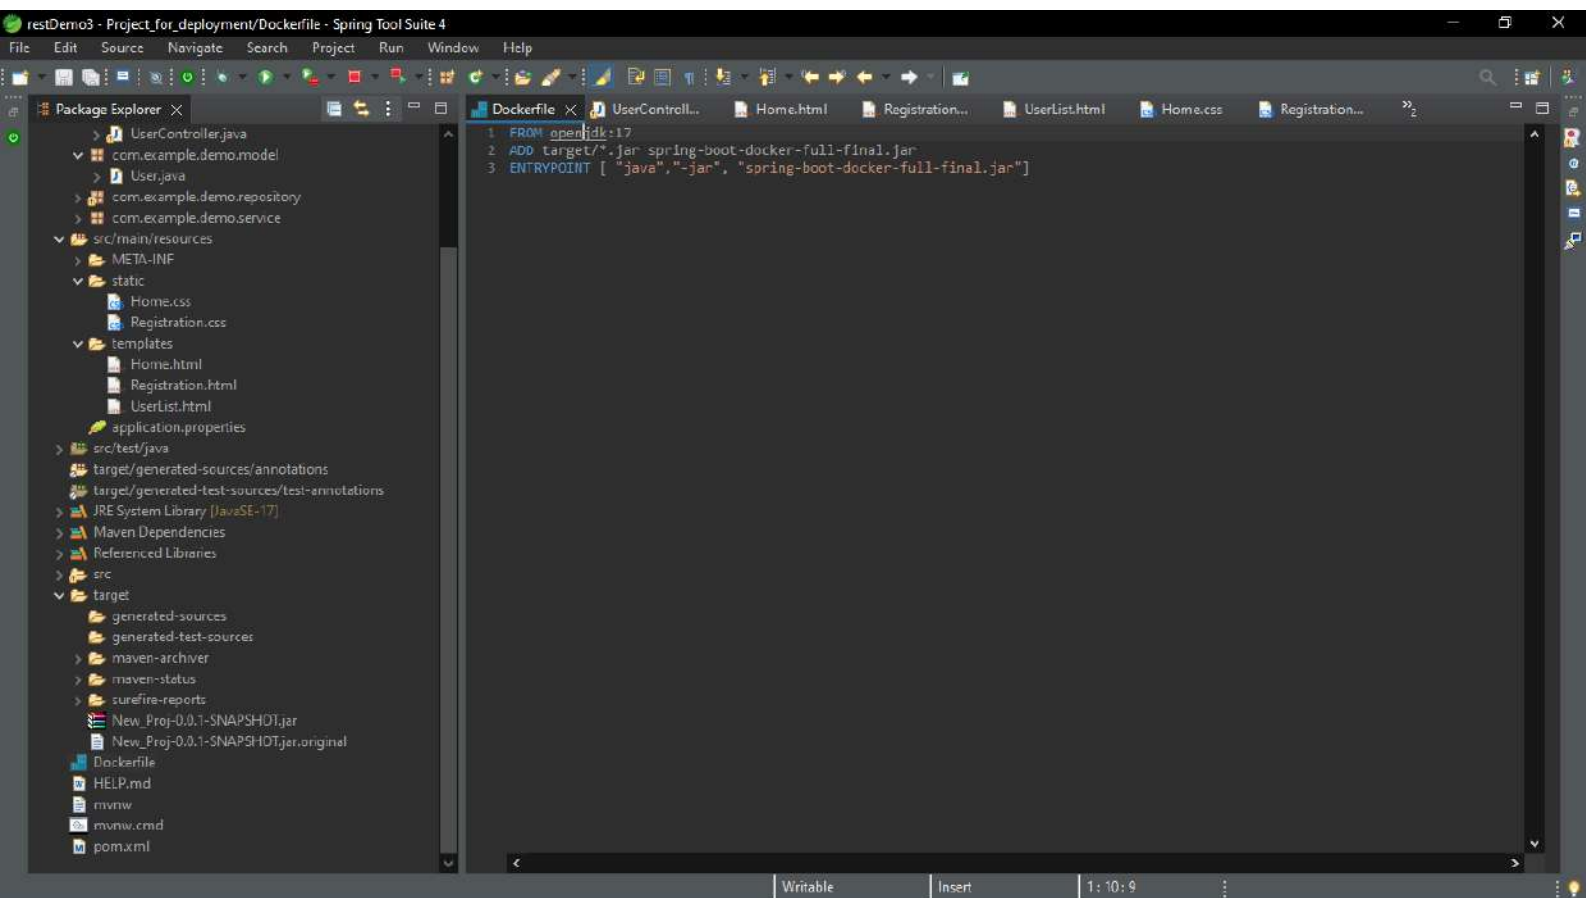 restDemo3 - Project_for_deployment/Dockerfile - Spring Tool Suite 4
File Edit Source Navigate Search Project Run Window Help
Package Explorer
UserController.java
com.example.demo.model
User.java
com.example.demo.repository
com.example.demo.service
src/main/resources
META-INF
static
Home.css
Registration.css
templates
Home.html
Registration.html
UserList.html
application.properties
src/test/java
target/generated-sources/annotations
target/generated-test-sources/test-annotations
JRE System Library [JavaSE-17]
Maven Dependencies
Referenced Libraries
src
target
generated-sources
generated-test-sources
maven-archiver
maven-status
surefire-reports
New_Proj-0.0.1-SNAPSHOT.jar
New_Proj-0.0.1-SNAPSHOT.jar.original
Dockerfile
HELP.md
mvnw
mvnw.cmd
pom.xml
Dockerfile UserControll... Home.html Registration... UserList.html Home.css Registration... »2
1 FROM openjdk:17
2 ADD target/*.jar spring-boot-docker-full-final.jar
3 ENTRYPOINT [ "java","-jar", "spring-boot-docker-full-final.jar"]
Writable Insert 1 : 10 : 9